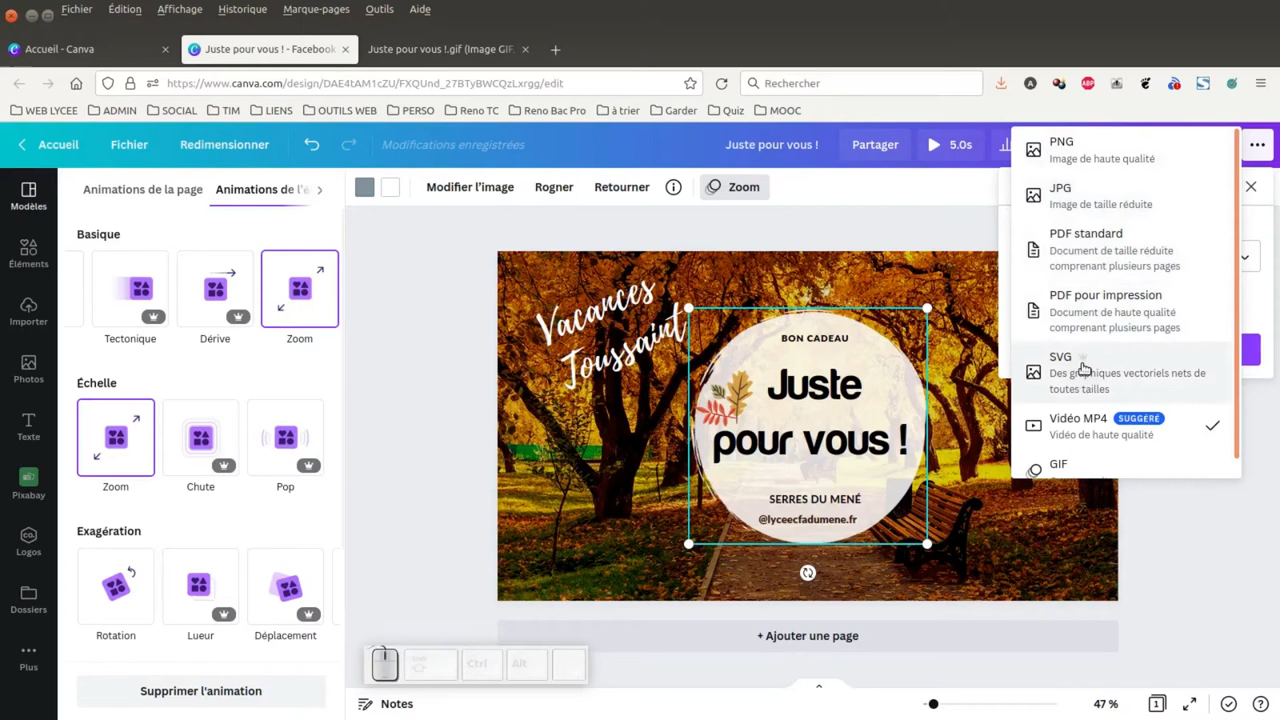 Fichier Édition Affichage Historique Marque-pages Outils Aide
Accueil - Canva
Juste pour vous ! - Facebook
Juste pour vous !.gif (Image GIF,
https://www.canva.com/design/DAE4tAM1cZU/FXQUnd_27BTyBWCQzLxrgg/edit
Rechercher
WEB LYCEE ADMIN SOCIAL TIM LIENS OUTILS WEB PERSO Reno TC Reno Bac Pro à trier Garder Quiz MOOC
Accueil Fichier Redimensionner Modifications enregistrées Juste pour vous ! Partager 5.0s
Modèles
Éléments
Importer
Photos
Texte
Pixabay
Logos
Dossiers
Plus
Animations de la page Animations de l'é
Basique
Tectonique Dérive Zoom
Échelle
Zoom Chute Pop
Exagération
Rotation Lueur Déplacement
Supprimer l'animation
Modifier l'image Rogner Retourner Zoom
Vacances
Toussaint
BON CADEAU
Juste
pour vous !
SERRES DU MENÉ
@lyceecfadumene.fr
+ Ajouter une page
Ctrl Alt
Notes
47 %
1
PNG
Image de haute qualité
JPG
Image de taille réduite
PDF standard
Document de taille réduite
comprenant plusieurs pages
PDF pour impression
Document de haute qualité
comprenant plusieurs pages
SVG
Des graphiques vectoriels nets de
toutes tailles
Vidéo MP4 SUGGÉRÉ
Vidéo de haute qualité
GIF